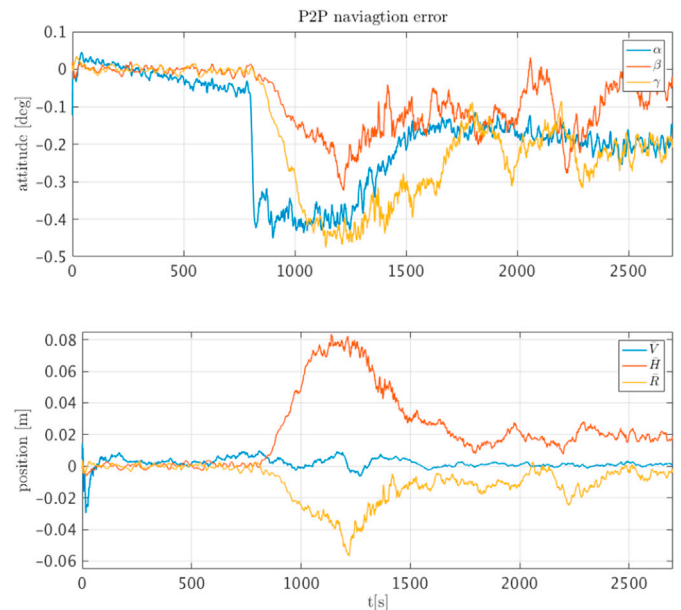 P2P naviagtion error
0.1
0
−0.1
−0.2
−0.3
−0.4
−0.5
attitude [deg]
α
β
γ
0 500 1000 1500 2000 2500
0.08
0.06
0.04
0.02
0
−0.02
−0.04
−0.06
position [m]
V̄
H̄
R̄
0 500 1000 1500 2000 2500
t[s]